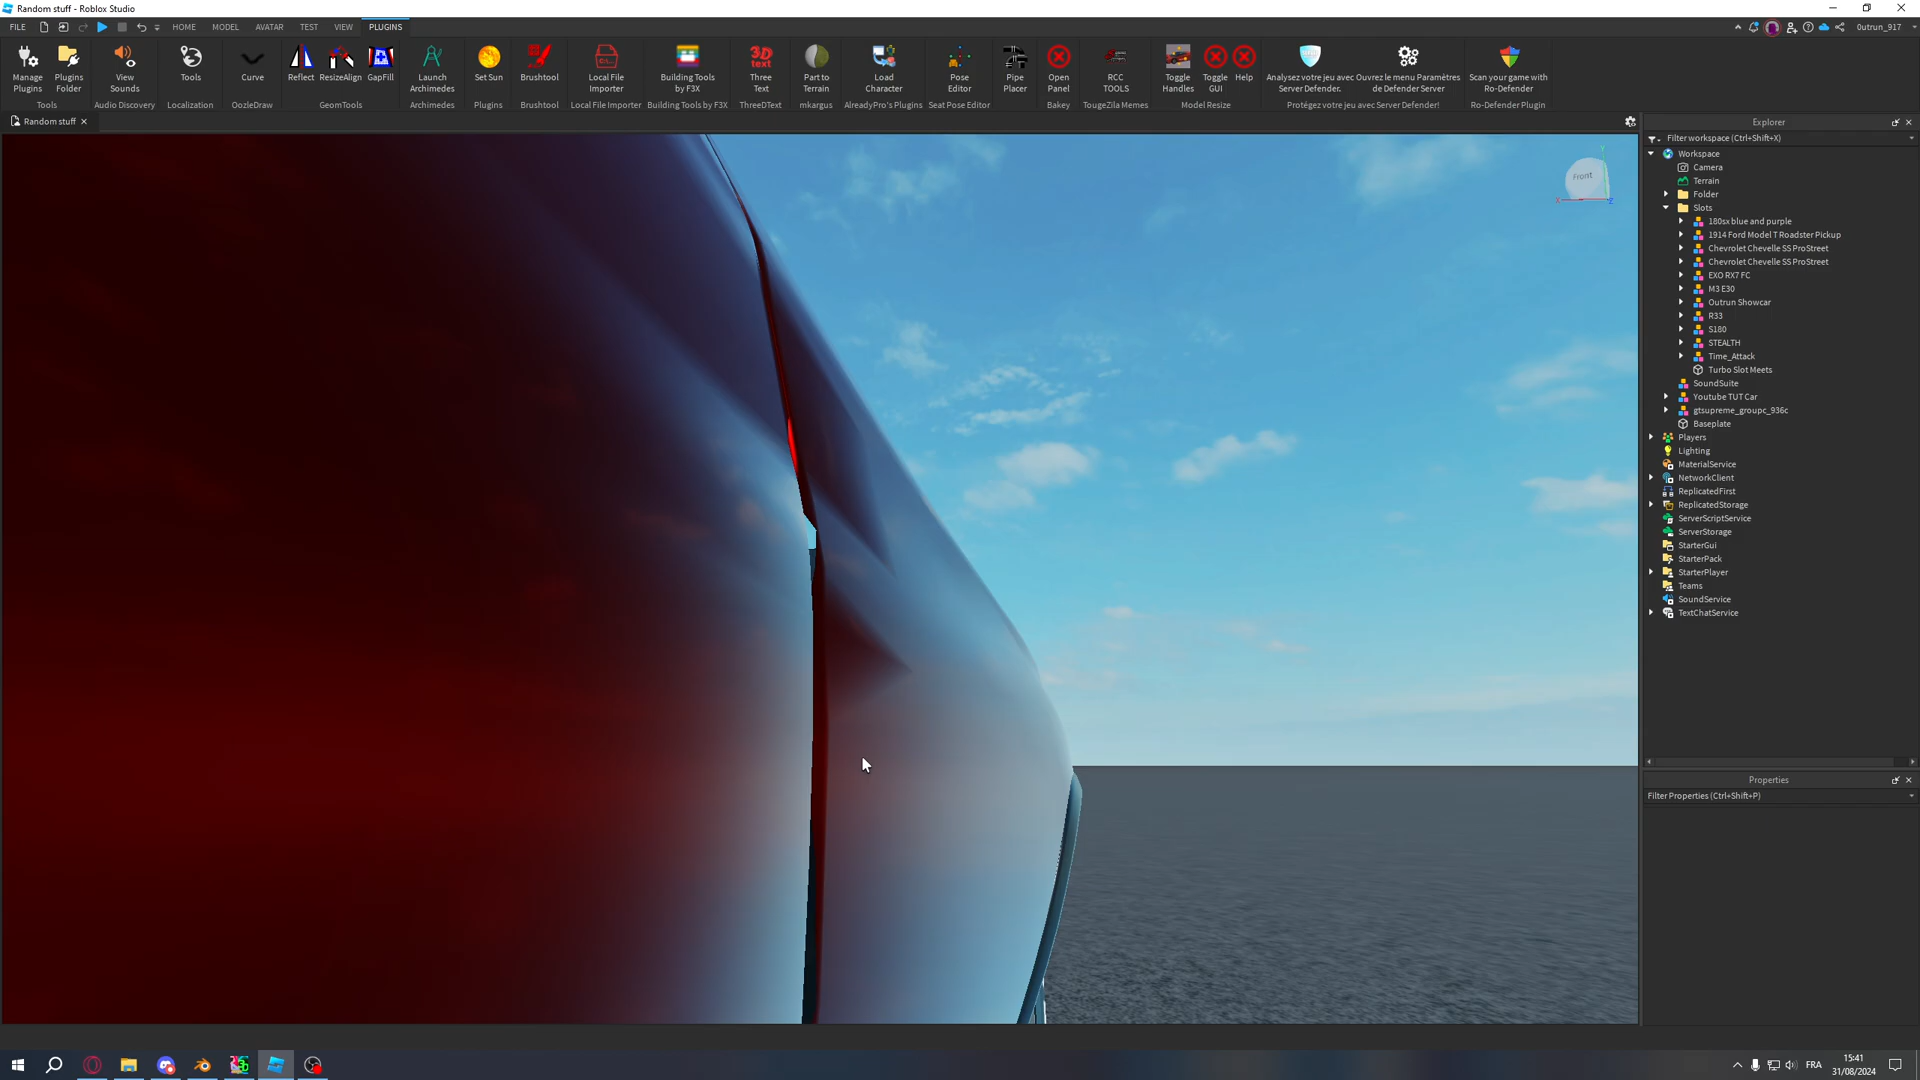 Random stuff - Roblox Studio
FILE HOME MODEL AVATAR TEST VIEW PLUGINS 0utrun_917
Manage Plugins
Plugins Folder
Tools
View Sounds
Audio Discovery
Tools
Localization
Curve
OozleDraw
Reflect
ResizeAlign
GapFill
GeomTools
Launch Archimedes
Archimedes
Set Sun
Plugins
Brushtool
Brushtool
Local File Importer
Local File Importer
Building Tools by F3X
Building Tools by F3X
3D text
Three Text
ThreeDText
Part to Terrain
mkargus
Load Character
AlreadyPro's Plugins
Pose Editor
Seat Pose Editor
Pipe Placer
Open Panel
Bakey
RCC TOOLS
TougeZila Memes
Toggle Handles
Toggle GUI
Help
Model Resize
Analysez votre jeu avec Server Defender.
Ouvrez le menu Paramètres de Defender Server
Protégez votre jeu avec Server Defender!
Scan your game with Ro-Defender
Ro-Defender Plugin
Random stuff
Front
Y
X
Z
Explorer
Filter workspace (Ctrl+Shift+X)
Workspace
Camera
Terrain
Folder
Slots
180sx blue and purple
1914 Ford Model T Roadster Pickup
Chevrolet Chevelle SS ProStreet
Chevrolet Chevelle SS ProStreet
EXO RX7 FC
M3 E30
Outrun Showcar
R33
S180
STEALTH
Time_Attack
Turbo Slot Meets
SoundSuite
Youtube TUT Car
gtsupreme_groupc_936c
Baseplate
Players
Lighting
MaterialService
NetworkClient
ReplicatedFirst
ReplicatedStorage
ServerScriptService
ServerStorage
StarterGui
StarterPack
StarterPlayer
Teams
SoundService
TextChatService
Properties
Filter Properties (Ctrl+Shift+P)
FRA
15:41
31/08/2024